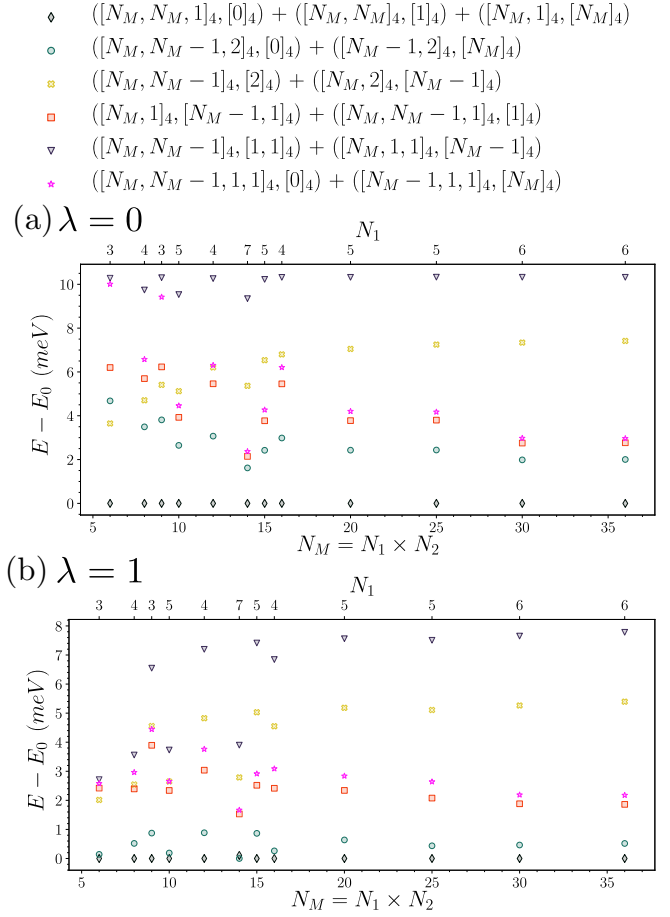 ([N_M, N_M, 1]_4, [0]_4) + ([N_M, N_M]_4, [1]_4) + ([N_M, 1]_4, [N_M]_4)
([N_M, N_M − 1, 2]_4, [0]_4) + ([N_M − 1, 2]_4, [N_M]_4)
([N_M, N_M − 1]_4, [2]_4) + ([N_M, 2]_4, [N_M − 1]_4)
([N_M, 1]_4, [N_M − 1, 1]_4) + ([N_M, N_M − 1, 1]_4, [1]_4)
([N_M, N_M − 1]_4, [1, 1]_4) + ([N_M, 1, 1]_4, [N_M − 1]_4)
([N_M, N_M − 1, 1, 1]_4, [0]_4) + ([N_M − 1, 1, 1]_4, [N_M]_4)
(a) λ = 0
N_1
3 4 3 5 4 7 5 4 5 5 6 6
10
8
6
4
2
0
E − E_0 (meV)
5 10 15 20 25 30 35
N_M = N_1 × N_2
(b) λ = 1
N_1
3 4 3 5 4 7 5 4 5 5 6 6
8
7
6
5
4
3
2
1
0
E − E_0 (meV)
5 10 15 20 25 30 35
N_M = N_1 × N_2